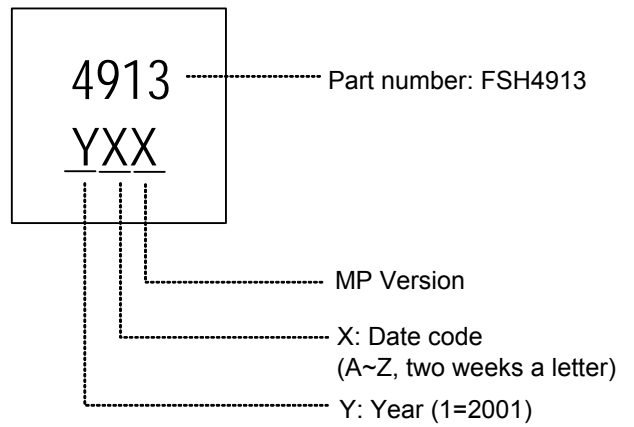 4913
Part number: FSH4913
YXX
MP Version
X: Date code
(A~Z, two weeks a letter)
Y: Year (1=2001)